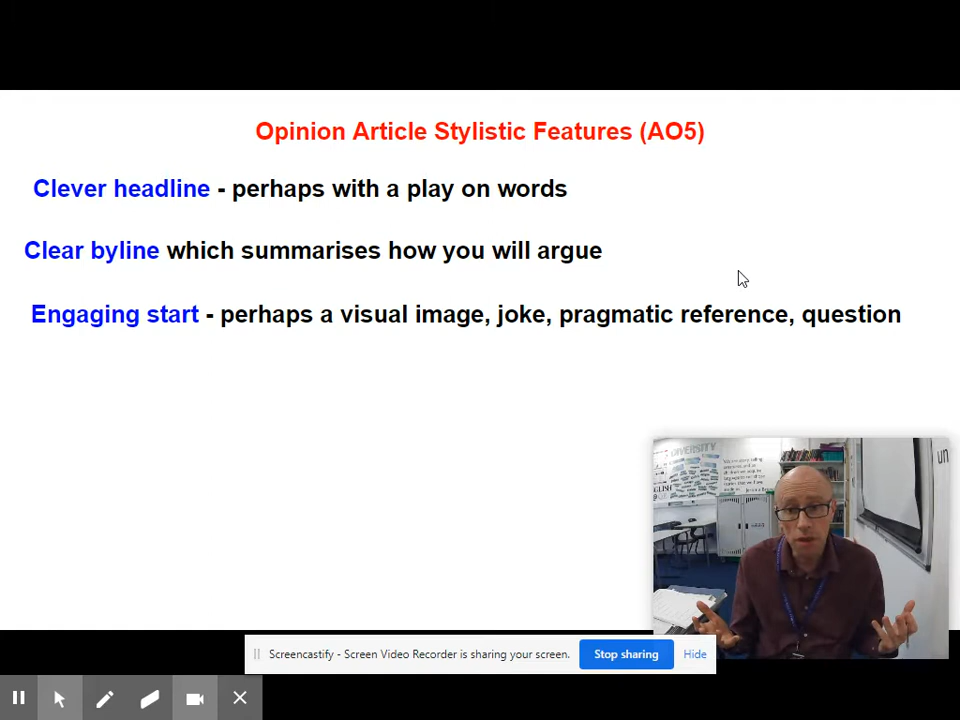 Opinion Article Stylistic Features (AO5)
Clever headline - perhaps with a play on words
Clear byline which summarises how you will argue
Engaging start - perhaps a visual image, joke, pragmatic reference, question
DIVERSITY
un
Screencastify - Screen Video Recorder is sharing your screen.
Stop sharing
Hide